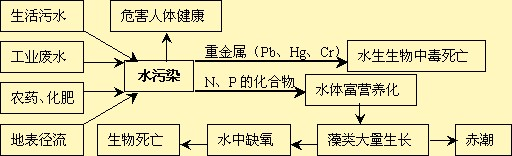 生活污水
危害人体健康
工业废水
重金属（Pb、Hg、Cr）
水生生物中毒死亡
水污染
N、P的化合物
农药、化肥
水体富营养化
地表径流
生物死亡
水中缺氧
藻类大量生长
赤潮